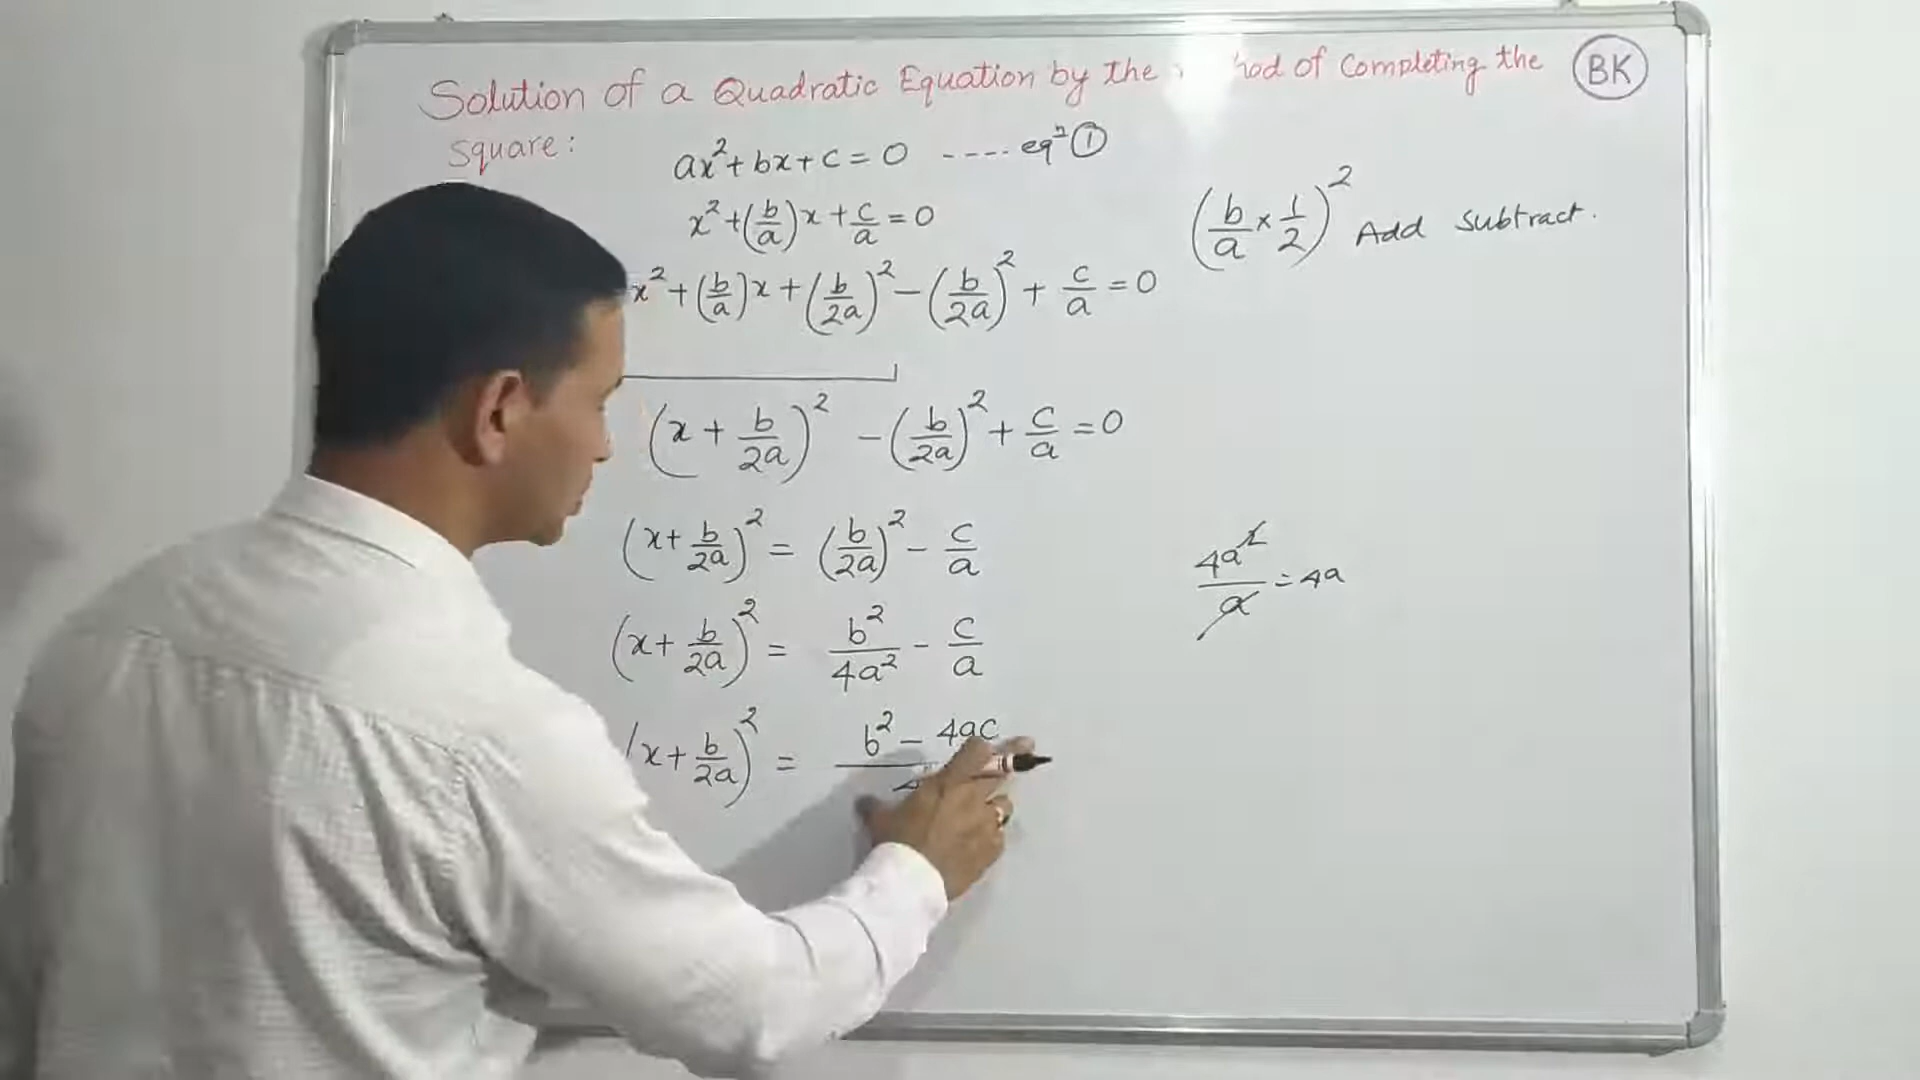 Solution of a Quadratic Equation by the hod of Completing the
Square:
BK
ax² + bx + c = 0 ---- eqⁿ ①
x² + (b/a)x + c/a = 0
(b/a × 1/2)² Add Subtract.
x² + (b/a)x + (b/2a)² - (b/2a)² + c/a = 0
(x + b/2a)² - (b/2a)² + c/a = 0
(x + b/2a)² = (b/2a)² - c/a
4a²/a = 4a
(x + b/2a)² = b²/4a² - c/a
(x + b/2a)² = b² - 4ac